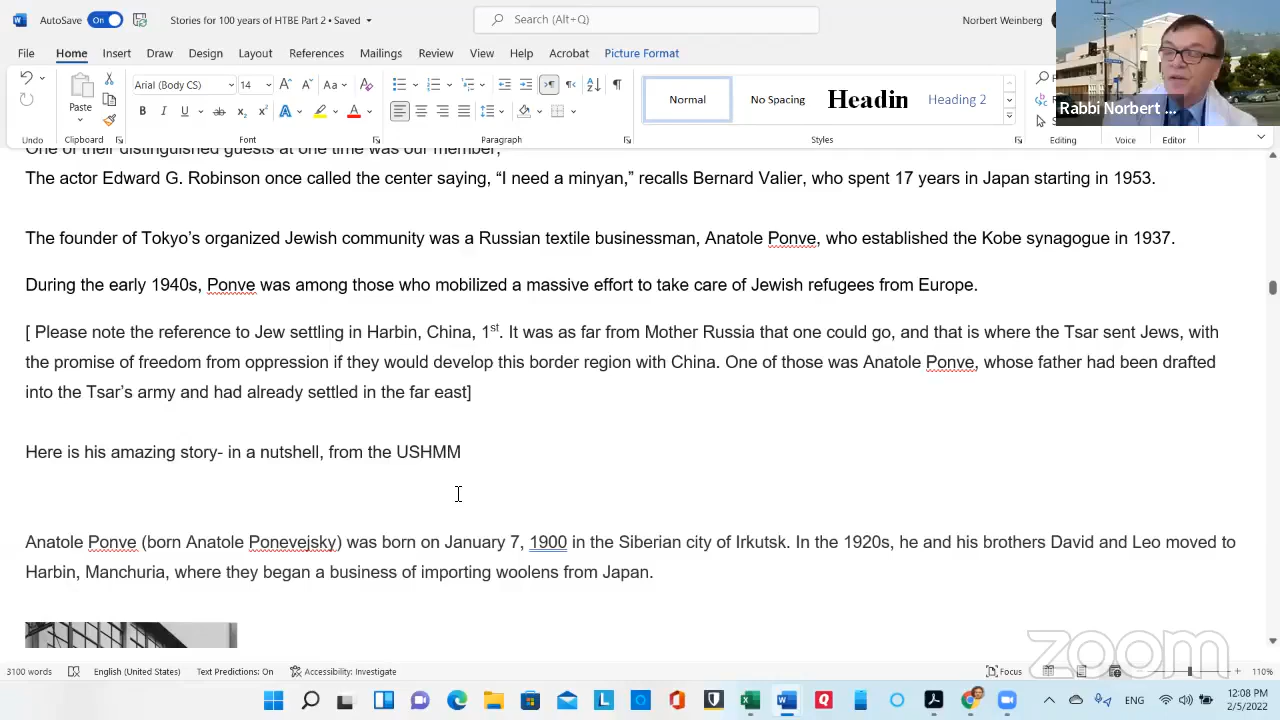 AutoSave On Stories for 100 years of HTBE Part 2 • Saved Search (Alt+Q) Norbert Weinberg
File Home Insert Draw Design Layout References Mailings Review View Help Acrobat Picture Format
Arial (Body CS) 14 Aa
Paste
Normal No Spacing Headin Heading 2
Rabbi Norbert ...
Undo Clipboard Font Paragraph Styles Editing Voice Editor
One of their distinguished guests at one time was our member,
The actor Edward G. Robinson once called the center saying, “I need a minyan,” recalls Bernard Valier, who spent 17 years in Japan starting in 1953.
The founder of Tokyo’s organized Jewish community was a Russian textile businessman, Anatole Ponve, who established the Kobe synagogue in 1937.
During the early 1940s, Ponve was among those who mobilized a massive effort to take care of Jewish refugees from Europe.
[ Please note the reference to Jew settling in Harbin, China, 1st. It was as far from Mother Russia that one could go, and that is where the Tsar sent Jews, with
the promise of freedom from oppression if they would develop this border region with China. One of those was Anatole Ponve, whose father had been drafted
into the Tsar’s army and had already settled in the far east]
Here is his amazing story- in a nutshell, from the USHMM
Anatole Ponve (born Anatole Ponevejsky) was born on January 7, 1900 in the Siberian city of Irkutsk. In the 1920s, he and his brothers David and Leo moved to
Harbin, Manchuria, where they began a business of importing woolens from Japan.
zoom
3100 words English (United States) Text Predictions: On Accessibility: Investigate Focus 110%
ENG 12:08 PM
2/5/2022